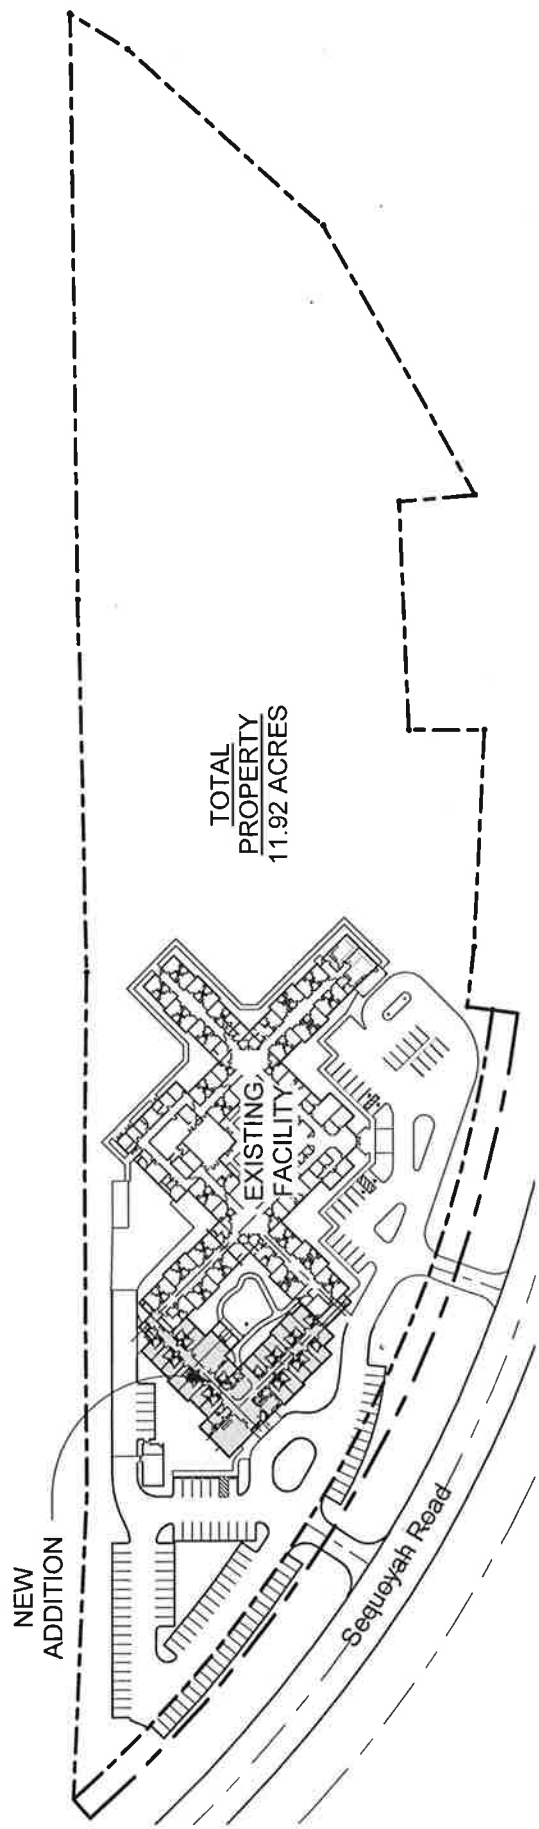 TOTAL
PROPERTY
11.92 ACRES
EXISTING
FACILITY
NEW
ADDITION
Sequoyah Road